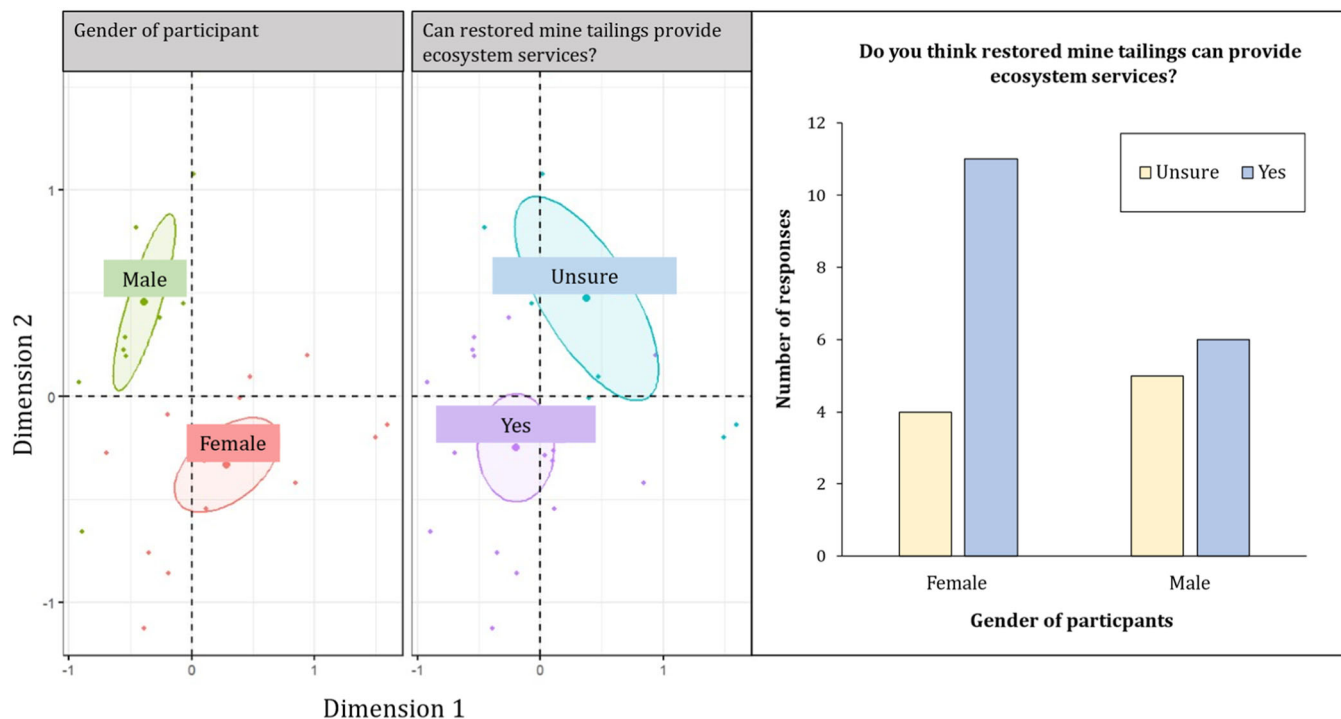 Gender of participant
Can restored mine tailings provide
ecosystem services?
Dimension 2
1
0
-1
Male
Female
-1
0
1
Unsure
Yes
-1
0
1
Dimension 1
Do you think restored mine tailings can provide
ecosystem services?
Number of responses
12
10
8
6
4
2
0
Unsure
Yes
Female
Male
Gender of particpants